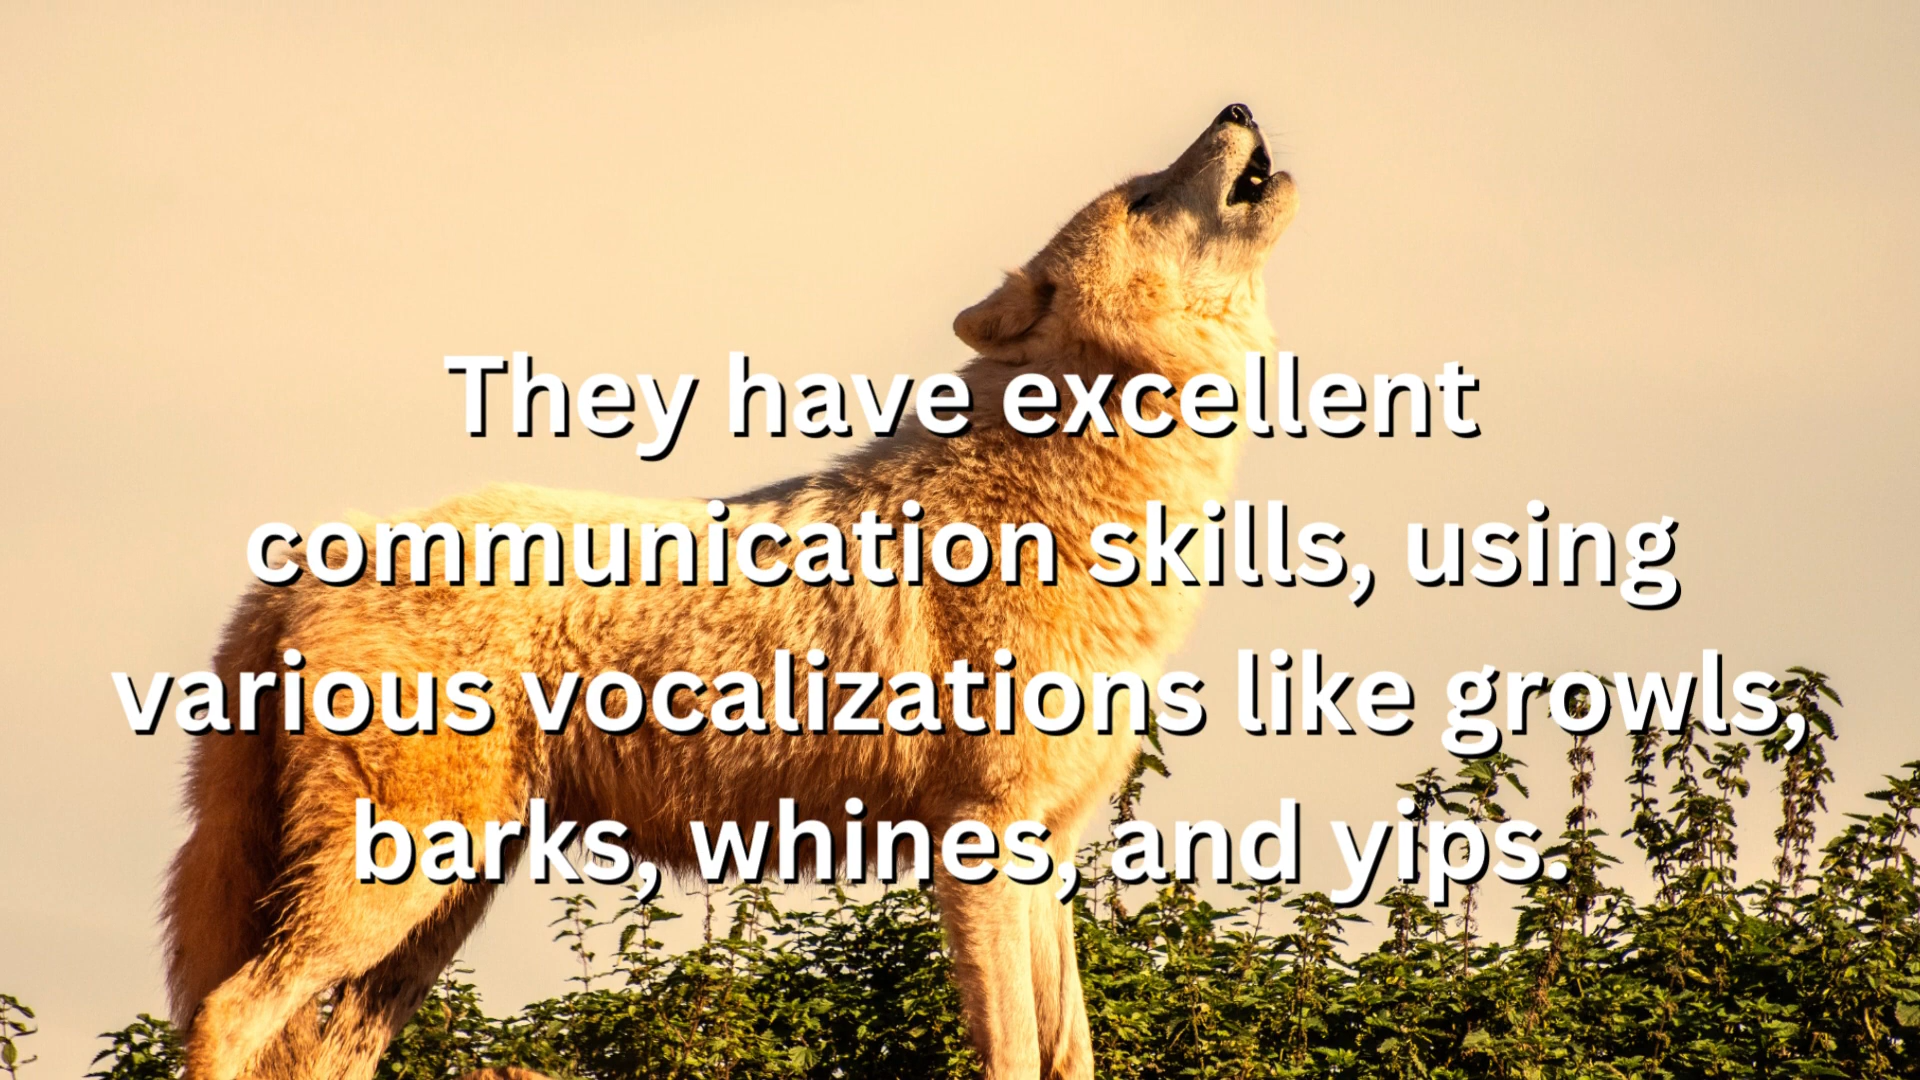 They have excellent
communication skills, using
various vocalizations like growls,
barks, whines, and yips.